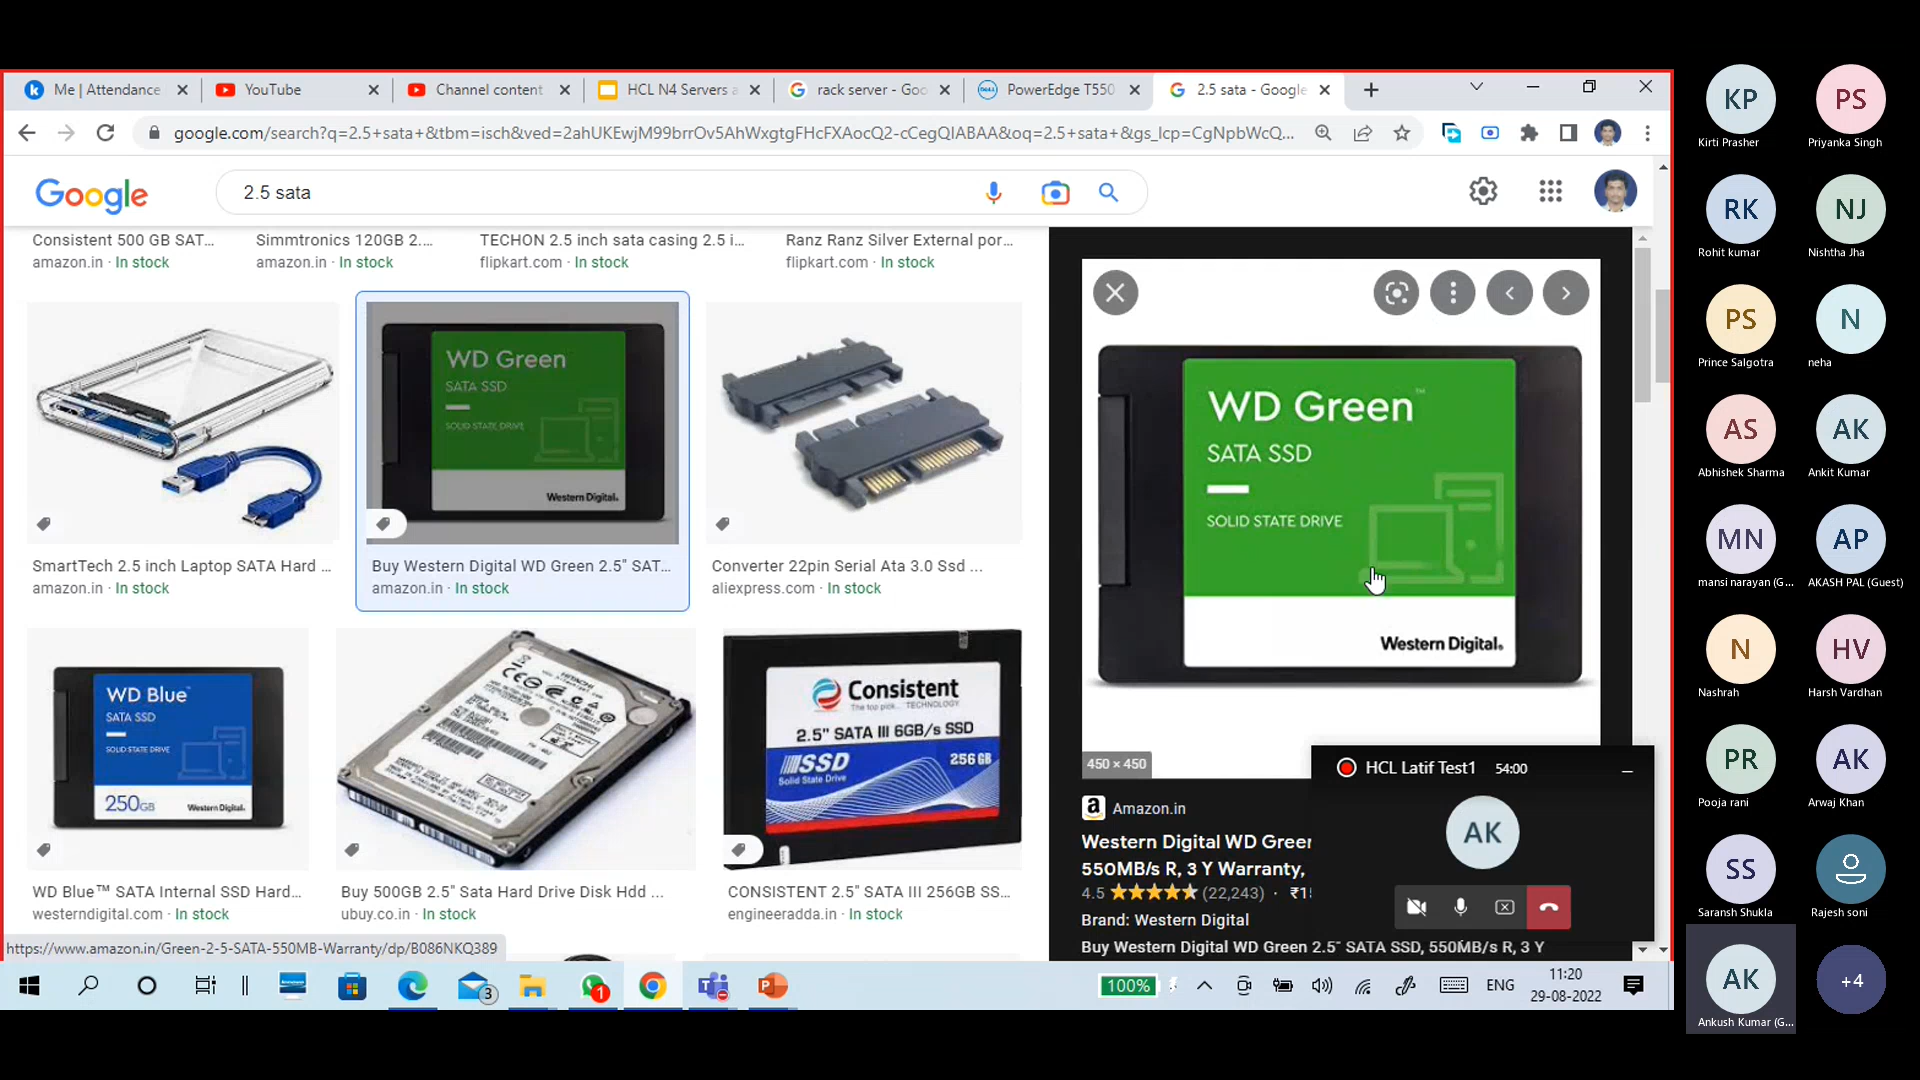 Me | Attendance
YouTube
Channel content
HCL N4 Servers a
rack server - Goo
PowerEdge T550
2.5 sata - Google
google.com/search?q=2.5+sata+&tbm=isch&ved=2ahUKEwjM99brrOv5AhWxgtgFHcFXAocQ2-cCegQIABAA&oq=2.5+sata+&gs_lcp=CgNpbWcQ...
Google
2.5 sata
Consistent 500 GB SAT...
amazon.in · In stock
Simmtronics 120GB 2....
amazon.in · In stock
TECHON 2.5 inch sata casing 2.5 i...
flipkart.com · In stock
Ranz Ranz Silver External por...
flipkart.com · In stock
WD Green
SATA SSD
SOLID STATE DRIVE
Western Digital.
SmartTech 2.5 inch Laptop SATA Hard ...
amazon.in · In stock
Buy Western Digital WD Green 2.5" SAT...
amazon.in · In stock
Converter 22pin Serial Ata 3.0 Ssd ...
aliexpress.com · In stock
WD Blue™
SATA SSD
SOLID STATE DRIVE
250GB
Western Digital.
HITACHI
Consistent
The top pick... TECHNOLOGY
2.5" SATA III 6GB/s SSD
SSD
Solid State Drive
256 GB
WD Blue™ SATA Internal SSD Hard...
westerndigital.com · In stock
Buy 500GB 2.5" Sata Hard Drive Disk Hdd ...
ubuy.co.in · In stock
CONSISTENT 2.5" SATA III 256GB SS...
engineeradda.in · In stock
https://www.amazon.in/Green-2-5-SATA-550MB-Warranty/dp/B086NKQ389
WD Green™
SATA SSD
SOLID STATE DRIVE
Western Digital.
450 × 450
Amazon.in
Western Digital WD Green
550MB/s R, 3 Y Warranty,
4.5 (22,243) · ₹1
Brand: Western Digital
Buy Western Digital WD Green 2.5" SATA SSD, 550MB/s R, 3 Y
HCL Latif Test1 54:00
AK
3
1
100%
ENG
11:20
29-08-2022
KP
Kirti Prasher
PS
Priyanka Singh
RK
Rohit kumar
NJ
Nishtha Jha
PS
Prince Salgotra
N
neha
AS
Abhishek Sharma
AK
Ankit Kumar
MN
mansi narayan (G...
AP
AKASH PAL (Guest)
N
Nashrah
HV
Harsh Vardhan
PR
Pooja rani
AK
Arwaj Khan
SS
Saransh Shukla
Rajesh soni
AK
Ankush Kumar (G...
+4